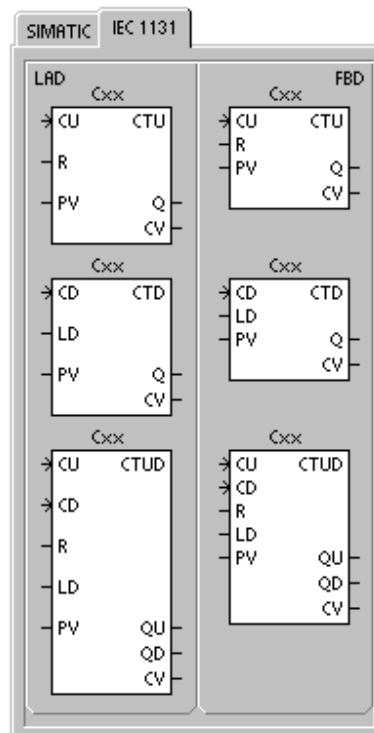 SIMATIC IEC 1131
LAD
Cxx
CU CTU
R
PV Q
CV
Cxx
CD CTD
LD
PV Q
CV
Cxx
CU CTUD
CD
R
LD
PV QU
QD
CV
FBD
Cxx
CU CTU
R
PV Q
CV
Cxx
CD CTD
LD
PV Q
CV
Cxx
CU CTUD
CD
R
LD
PV QU
QD
CV